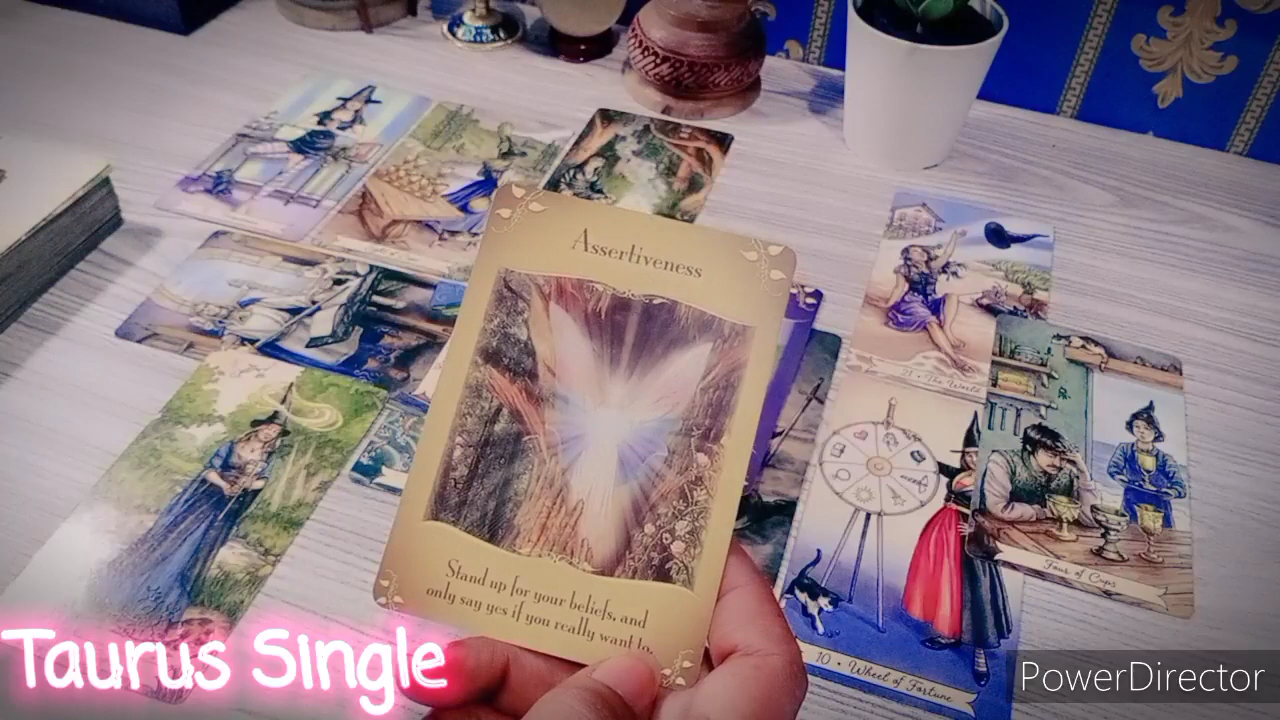 Assertiveness
Stand up for your beliefs, and
only say yes if you really want to.
21 • The World
Four of Cups
10 • Wheel of Fortune
Taurus Single
PowerDirector